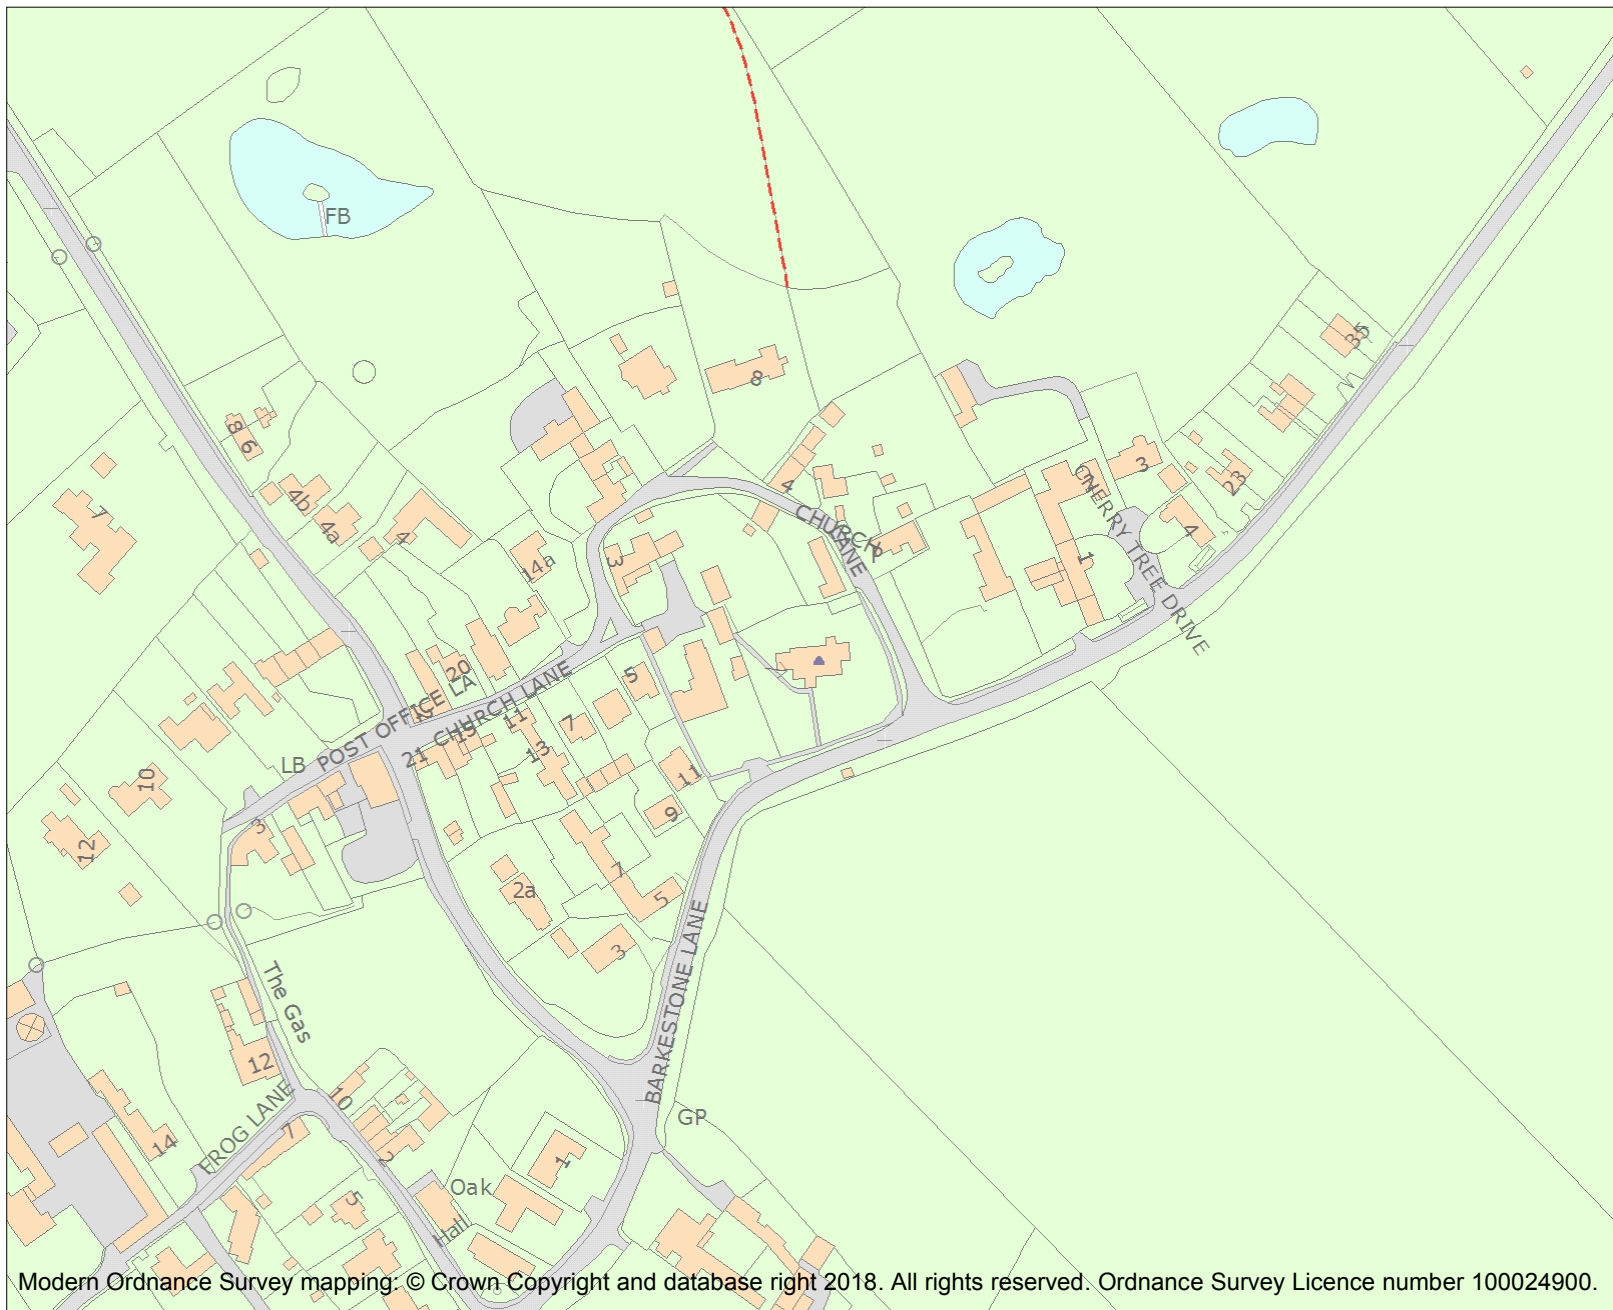 FB
35
8
8
6
4b
4a
4
7
14a
3
4
CHURCH
LANE
6
3
23
4
1
CHERRY TREE DRIVE
20
POST OFFICE LA
21 CHURCH LANE
15
11
13
7
5
11
9
LB
10
12
3
2a
7
5
3
BARKESTONE LANE
The Gas
12
FROG LANE
10
7
14
2
5
1
GP
Oak
Hall
Modern Ordnance Survey mapping: © Crown Copyright and database right 2018. All rights reserved. Ordnance Survey Licence number 100024900.